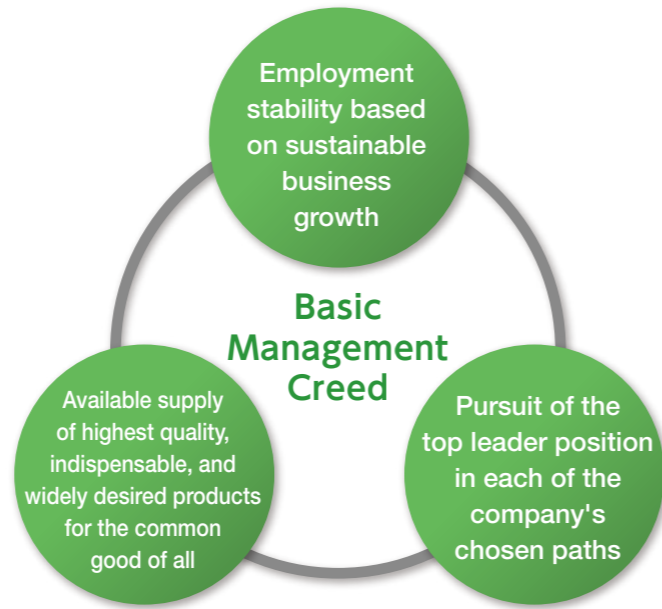 Employment
stability based
on sustainable
business
growth
Basic
Management
Creed
Available supply
of highest quality,
indispensable, and
widely desired products
for the common
good of all
Pursuit of the
top leader position
in each of the
company's
chosen paths